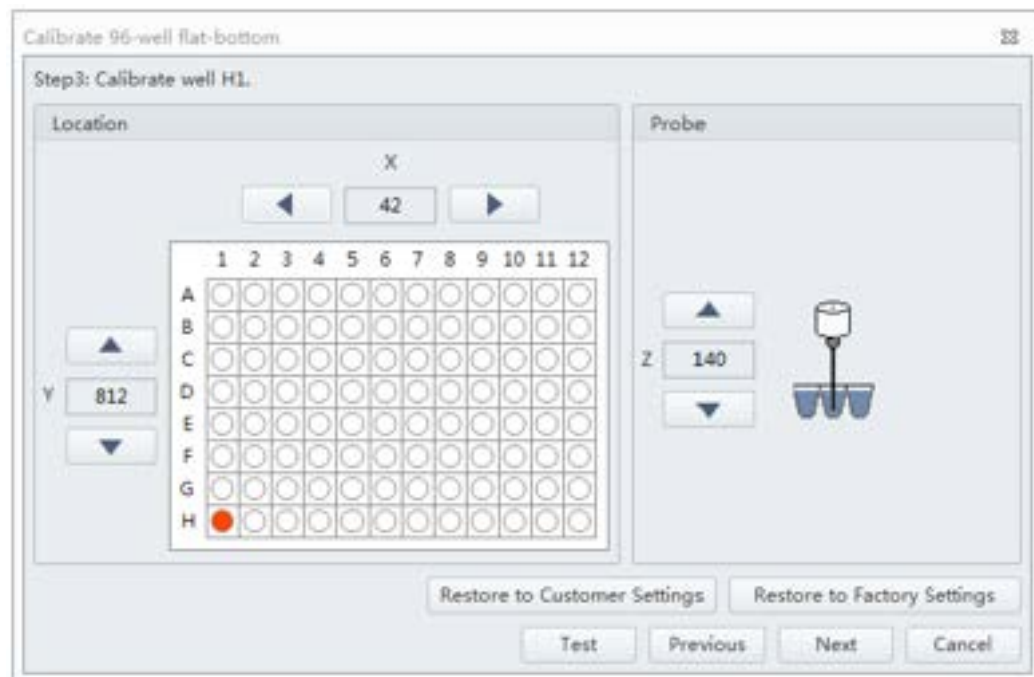 Calibrate 96-well flat-bottom
Step3: Calibrate well H1.
Location
X
42
1 2 3 4 5 6 7 8 9 10 11 12
A
B
C
D
E
F
G
H
Y 812
Probe
Z 140
Restore to Customer Settings Restore to Factory Settings
Test Previous Next Cancel